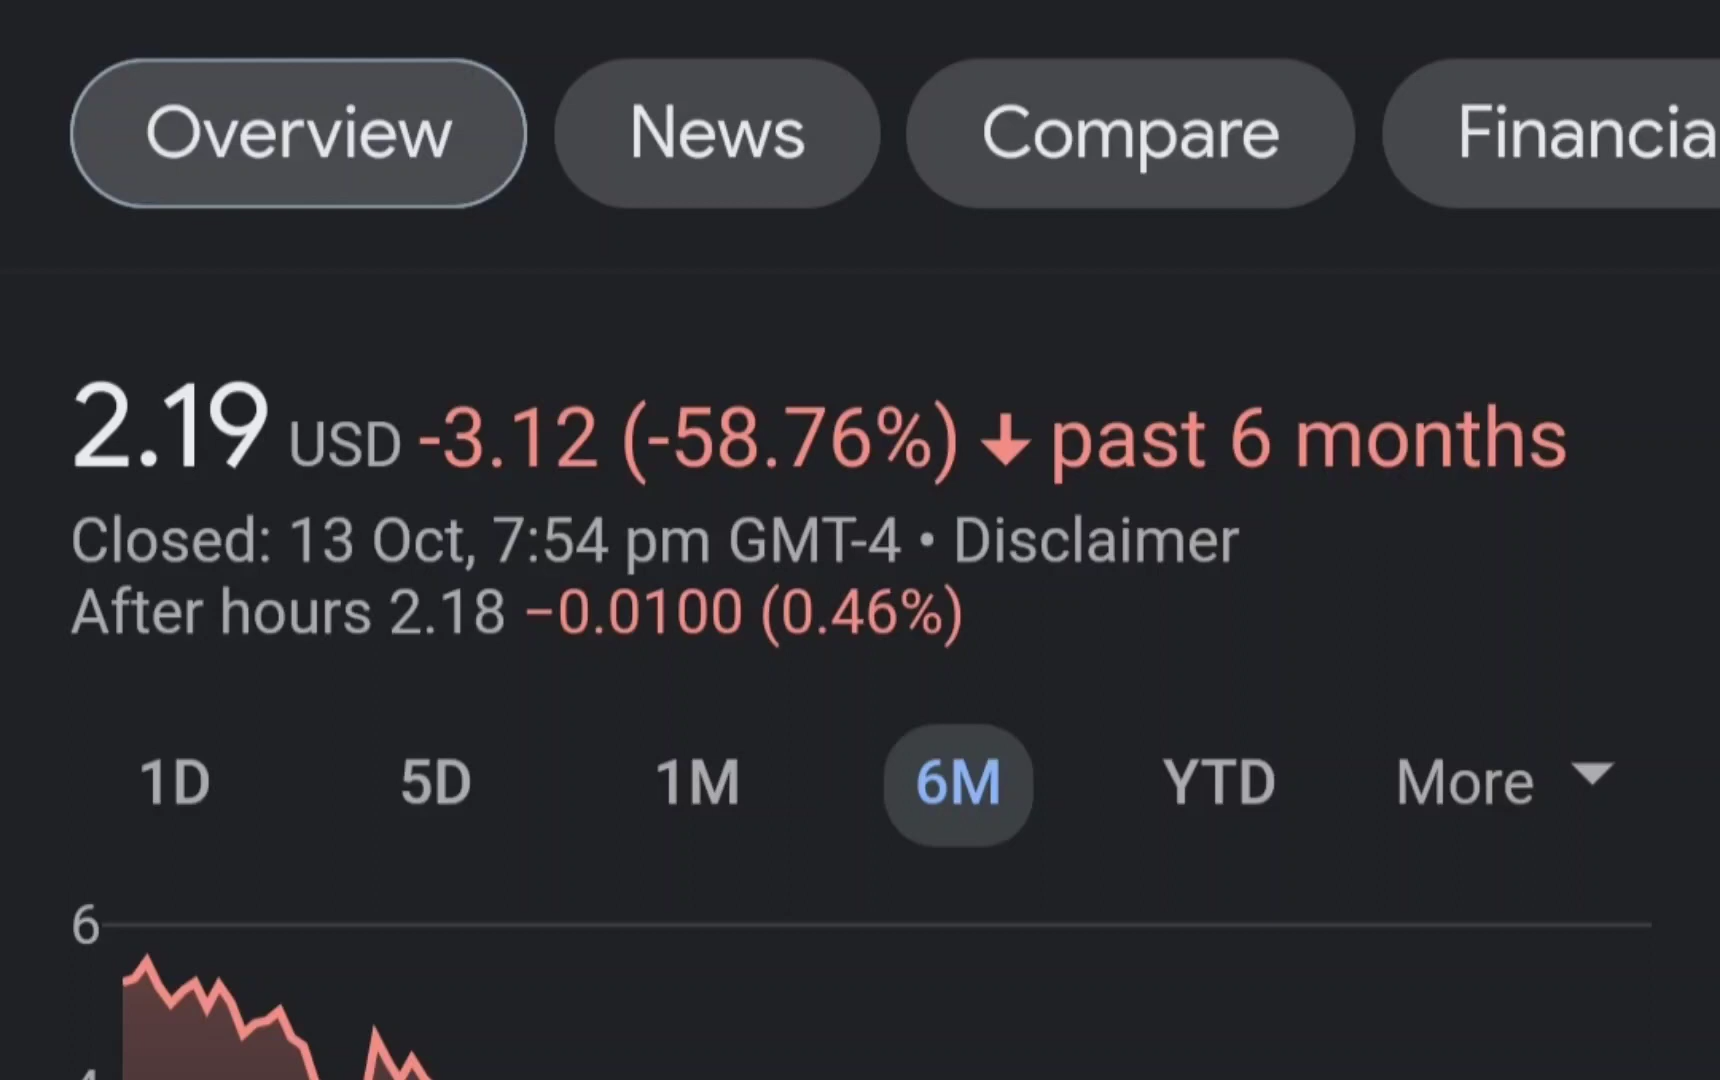 Overview News Compare Financia
2.19 USD -3.12 (-58.76%) ↓ past 6 months
Closed: 13 Oct, 7:54 pm GMT-4 • Disclaimer
After hours 2.18 −0.0100 (0.46%)
1D 5D 1M 6M YTD More
6
4